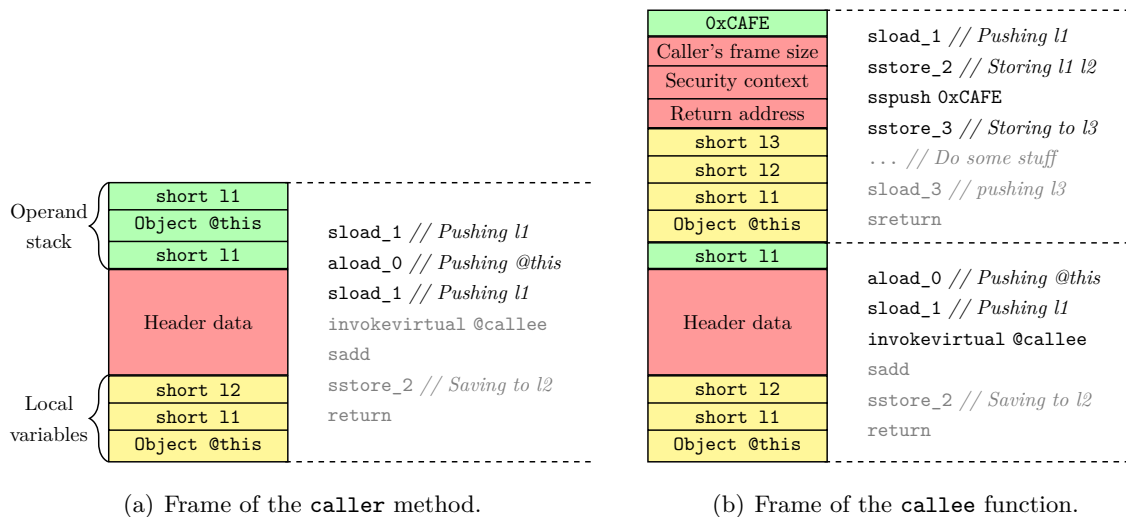 short l1
Object @this
short l1
Operand
stack
Header data
short l2
short l1
Object @this
Local
variables
sload_1 // Pushing l1
aload_0 // Pushing @this
sload_1 // Pushing l1
invokevirtual @callee
sadd
sstore_2 // Saving to l2
return
(a) Frame of the caller method.
0xCAFE
Caller's frame size
Security context
Return address
short l3
short l2
short l1
Object @this
short l1
Header data
short l2
short l1
Object @this
sload_1 // Pushing l1
sstore_2 // Storing l1 l2
sspush 0xCAFE
sstore_3 // Storing to l3
... // Do some stuff
sload_3 // pushing l3
sreturn
aload_0 // Pushing @this
sload_1 // Pushing l1
invokevirtual @callee
sadd
sstore_2 // Saving to l2
return
(b) Frame of the callee function.